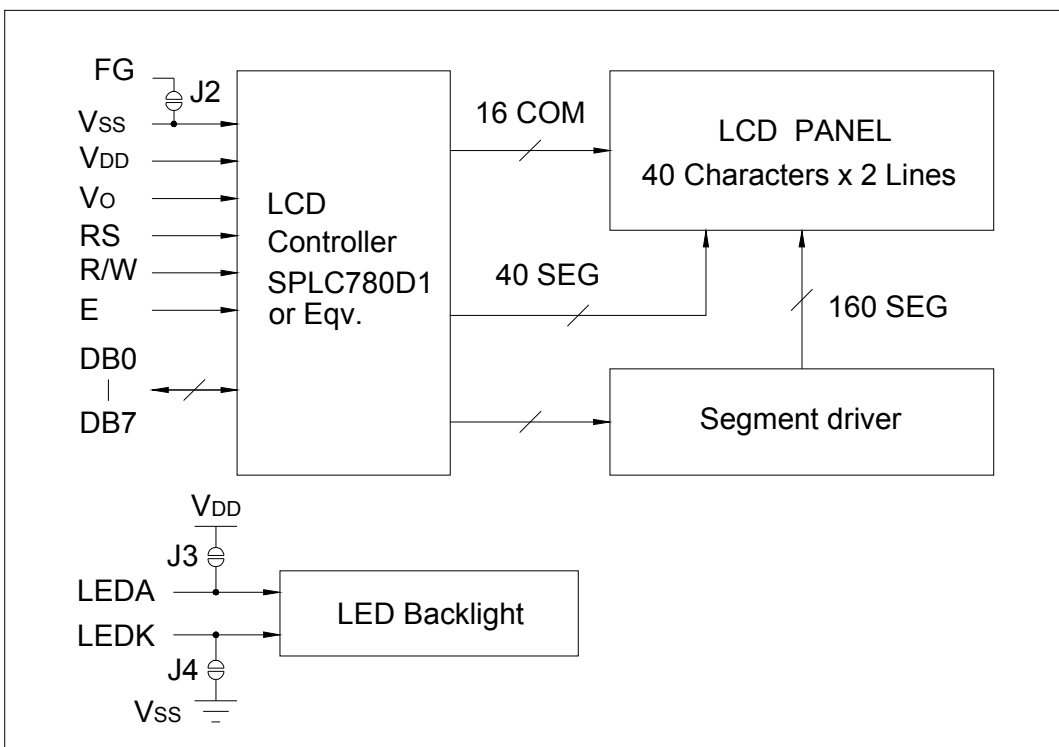 FG
J2
VSS
VDD
VO
RS
R/W
E
DB0
DB7
LCD
Controller
SPLC780D1
or Eqv.
16 COM
40 SEG
LCD PANEL
40 Characters x 2 Lines
160 SEG
Segment driver
VDD
J3
LEDA
LEDK
J4
VSS
LED Backlight